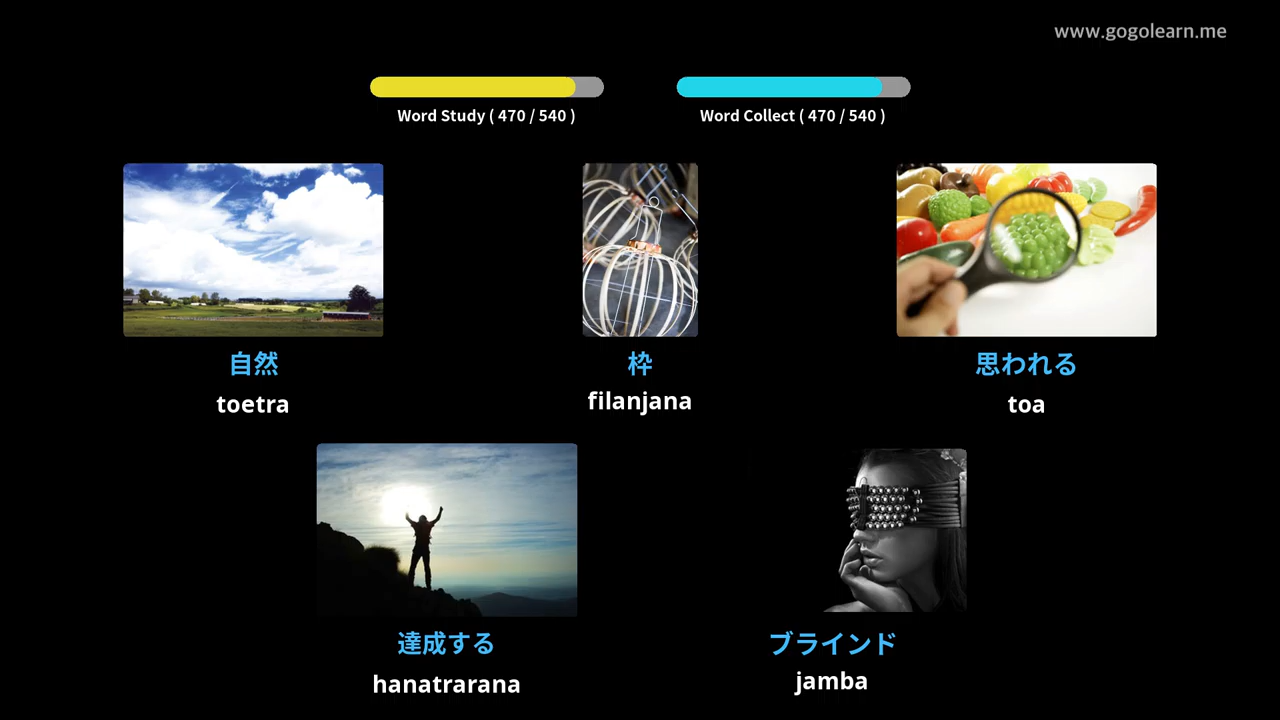 www.gogolearn.me
Word Study ( 470 / 540 )
Word Collect ( 470 / 540 )
自然
toetra
枠
filanjana
思われる
toa
達成する
hanatrarana
ブラインド
jamba